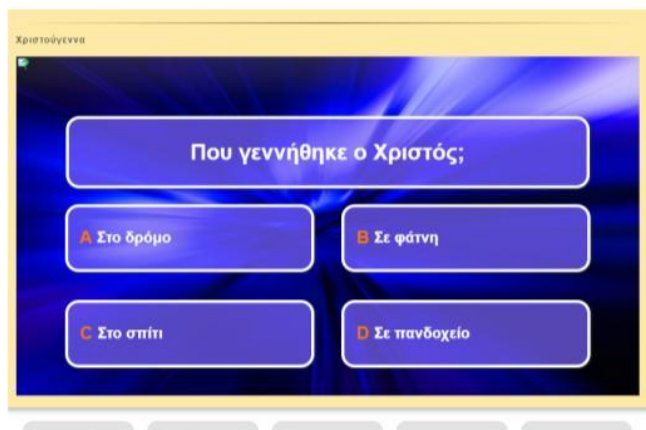 Χριστούγεννα
Που γεννήθηκε ο Χριστός;
A Στο δρόμο
B Σε φάτνη
C Στο σπίτι
D Σε πανδοχείο